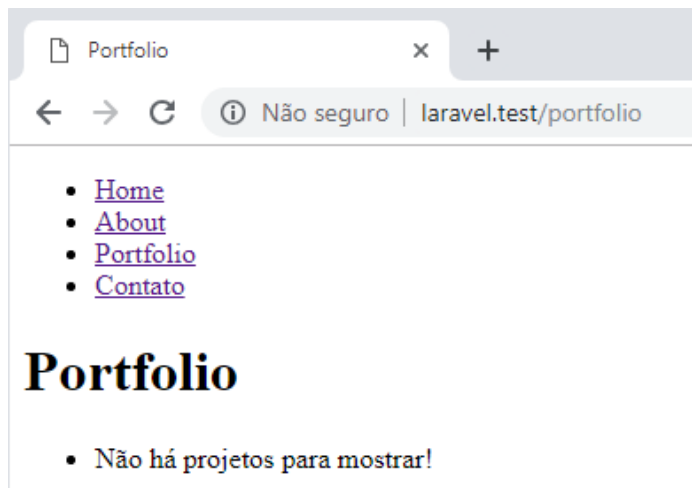 Portfolio
Não seguro | laravel.test/portfolio
Home
About
Portfolio
Contato
Portfolio
Não há projetos para mostrar!